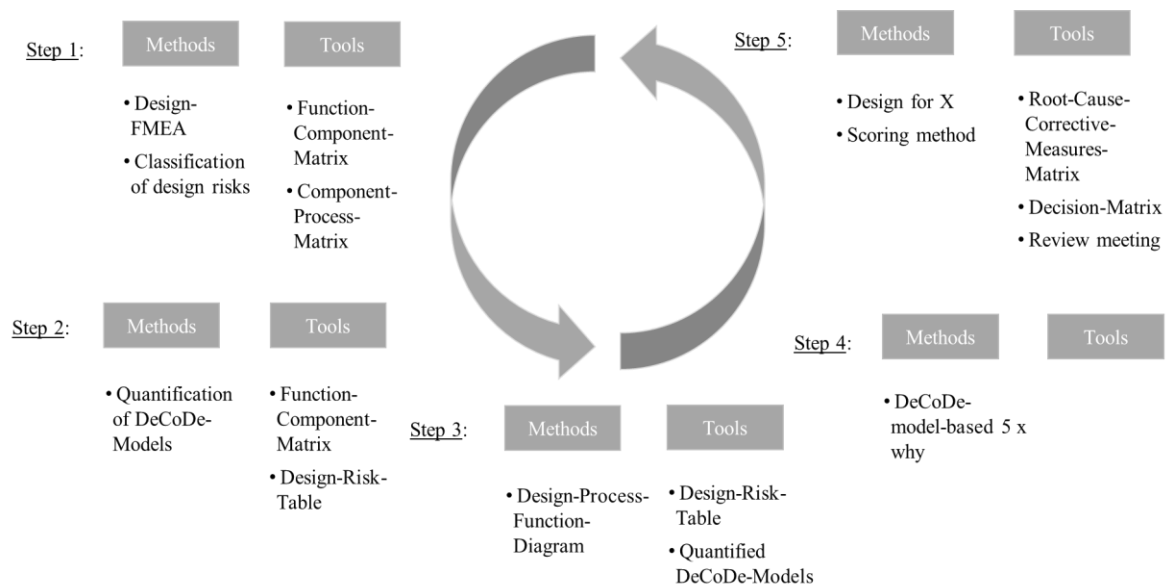 Step 1:
Methods
Tools
• Design-
FMEA
• Classification
of design risks
• Function-
Component-
Matrix
• Component-
Process-
Matrix
Step 2:
Methods
Tools
• Quantification
of DeCoDe-
Models
• Function-
Component-
Matrix
• Design-Risk-
Table
Step 3:
Methods
Tools
• Design-Process-
Function-
Diagram
• Design-Risk-
Table
• Quantified
DeCoDe-Models
Step 4:
Methods
Tools
• DeCoDe-
model-based 5 x
why
Step 5:
Methods
Tools
• Design for X
• Scoring method
• Root-Cause-
Corrective-
Measures-
Matrix
• Decision-Matrix
• Review meeting